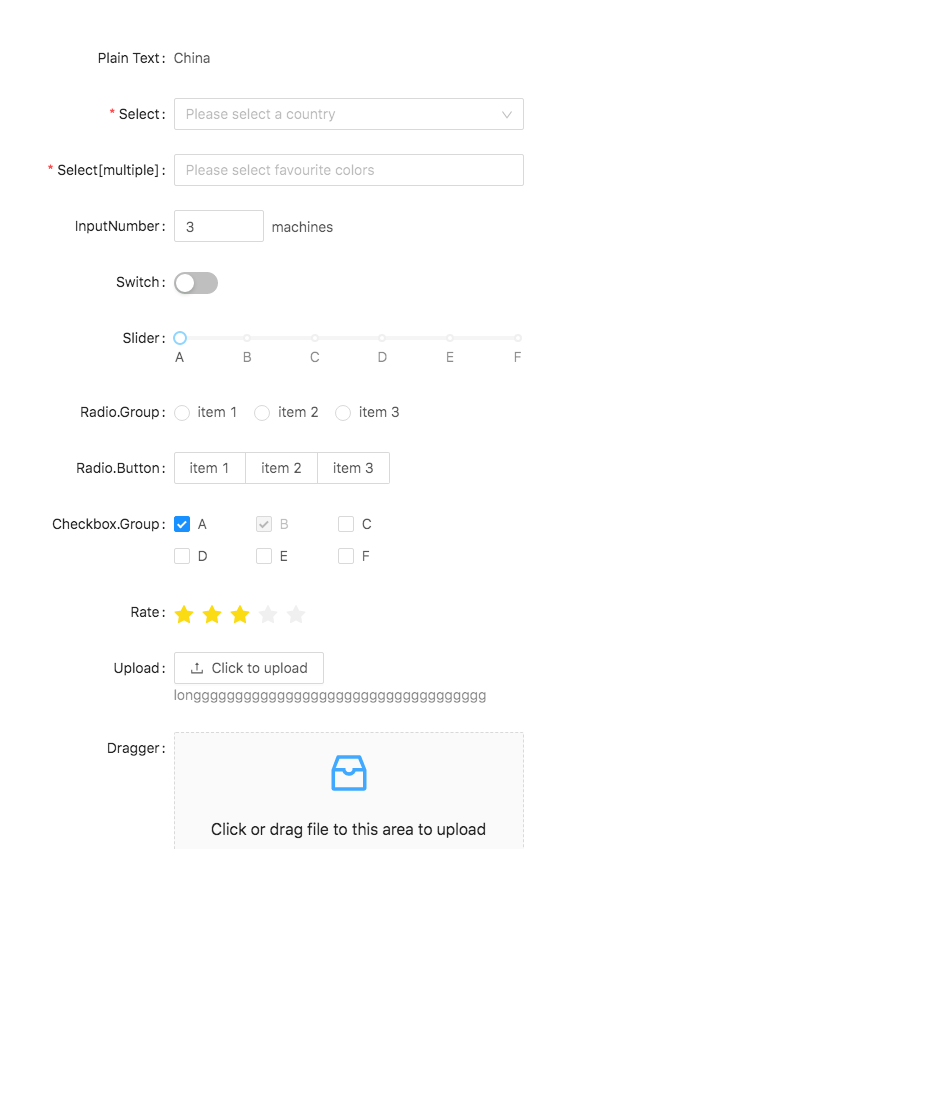 Plain Text: China
* Select: Please select a country
* Select[multiple]: Please select favourite colors
InputNumber: 3 machines
Switch:
Slider:
A B C D E F
Radio.Group: item 1 item 2 item 3
Radio.Button: item 1 item 2 item 3
Checkbox.Group: A B C
D E F
Rate:
Upload: Click to upload
longgggggggggggggggggggggggggggggggggg
Dragger:
Click or drag file to this area to upload